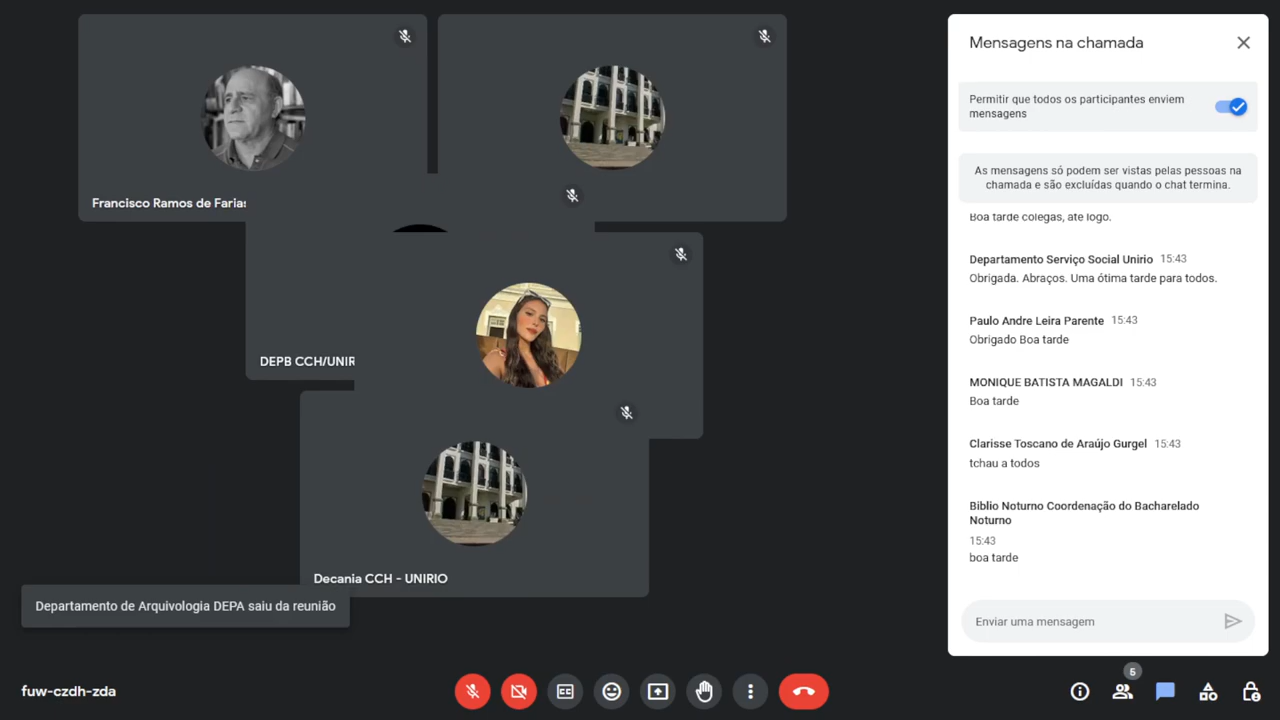 Francisco Ramos de Farias
DEPB CCH/UNIR
Decania CCH - UNIRIO
Departamento de Arquivologia DEPA saiu da reunião
fuw-czdh-zda
Mensagens na chamada
Permitir que todos os participantes enviem
mensagens
As mensagens só podem ser vistas pelas pessoas na
chamada e são excluídas quando o chat termina.
Boa tarde colegas, ate logo.
Departamento Serviço Social Unirio 15:43
Obrigada. Abraços. Uma ótima tarde para todos.
Paulo Andre Leira Parente 15:43
Obrigado Boa tarde
MONIQUE BATISTA MAGALDI 15:43
Boa tarde
Clarisse Toscano de Araújo Gurgel 15:43
tchau a todos
Biblio Noturno Coordenação do Bacharelado
Noturno
15:43
boa tarde
Enviar uma mensagem
5